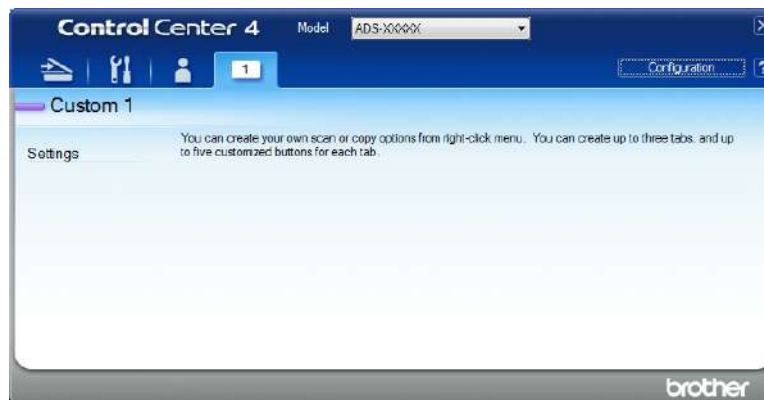 ControlCenter 4 Model ADS-XXXXX
1 Configuration ?
Custom 1
Settings
You can create your own scan or copy options from right-click menu. You can create up to three tabs, and up
to five customized buttons for each tab.
brother